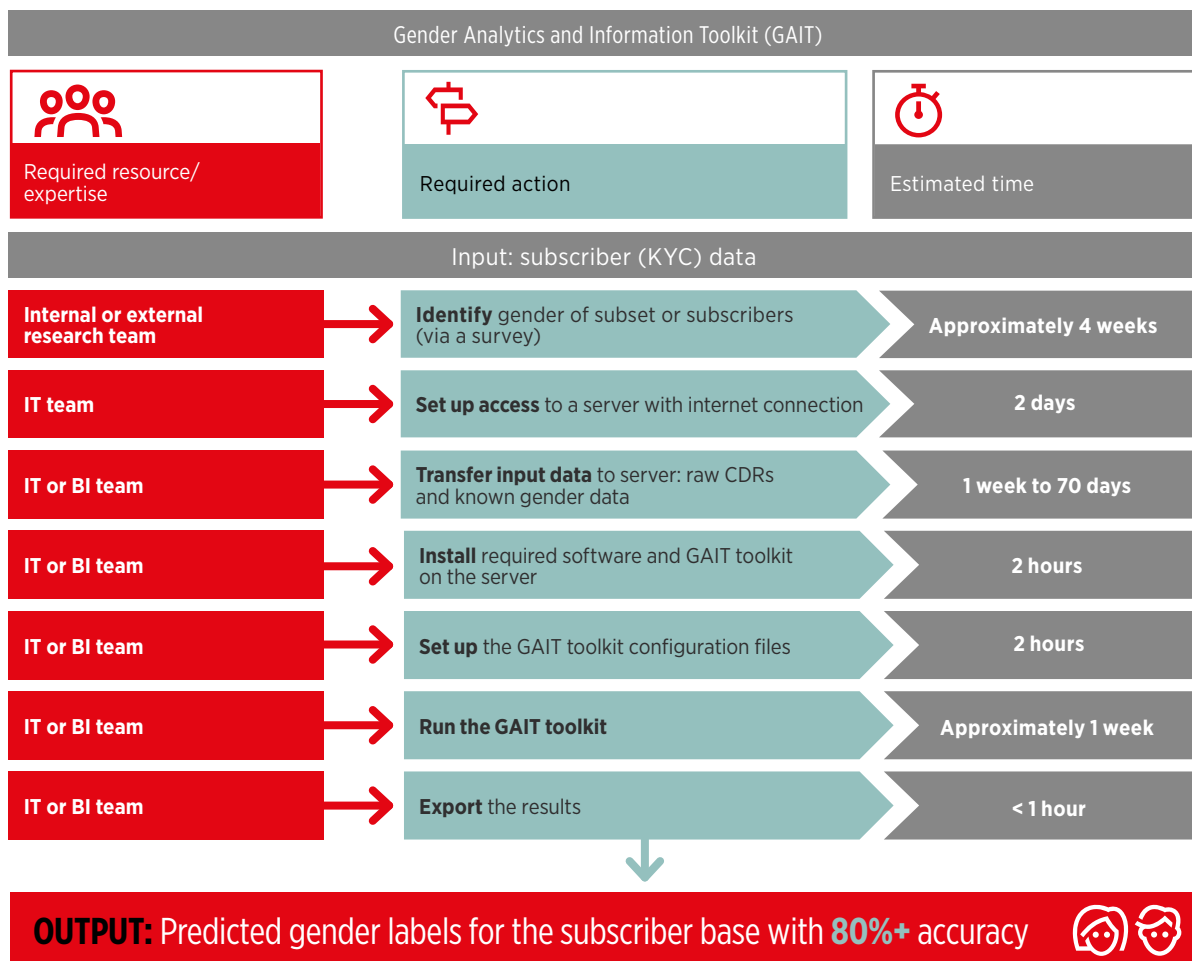 Gender Analytics and Information Toolkit (GAIT)
Required resource/
expertise
Required action
Estimated time
Input: subscriber (KYC) data
Internal or external
research team
Identify gender of subset or subscribers
(via a survey)
Approximately 4 weeks
IT team
Set up access to a server with internet connection
2 days
IT or BI team
Transfer input data to server: raw CDRs
and known gender data
1 week to 70 days
IT or BI team
Install required software and GAIT toolkit
on the server
2 hours
IT or BI team
Set up the GAIT toolkit configuration files
2 hours
IT or BI team
Run the GAIT toolkit
Approximately 1 week
IT or BI team
Export the results
< 1 hour
OUTPUT: Predicted gender labels for the subscriber base with 80%+ accuracy